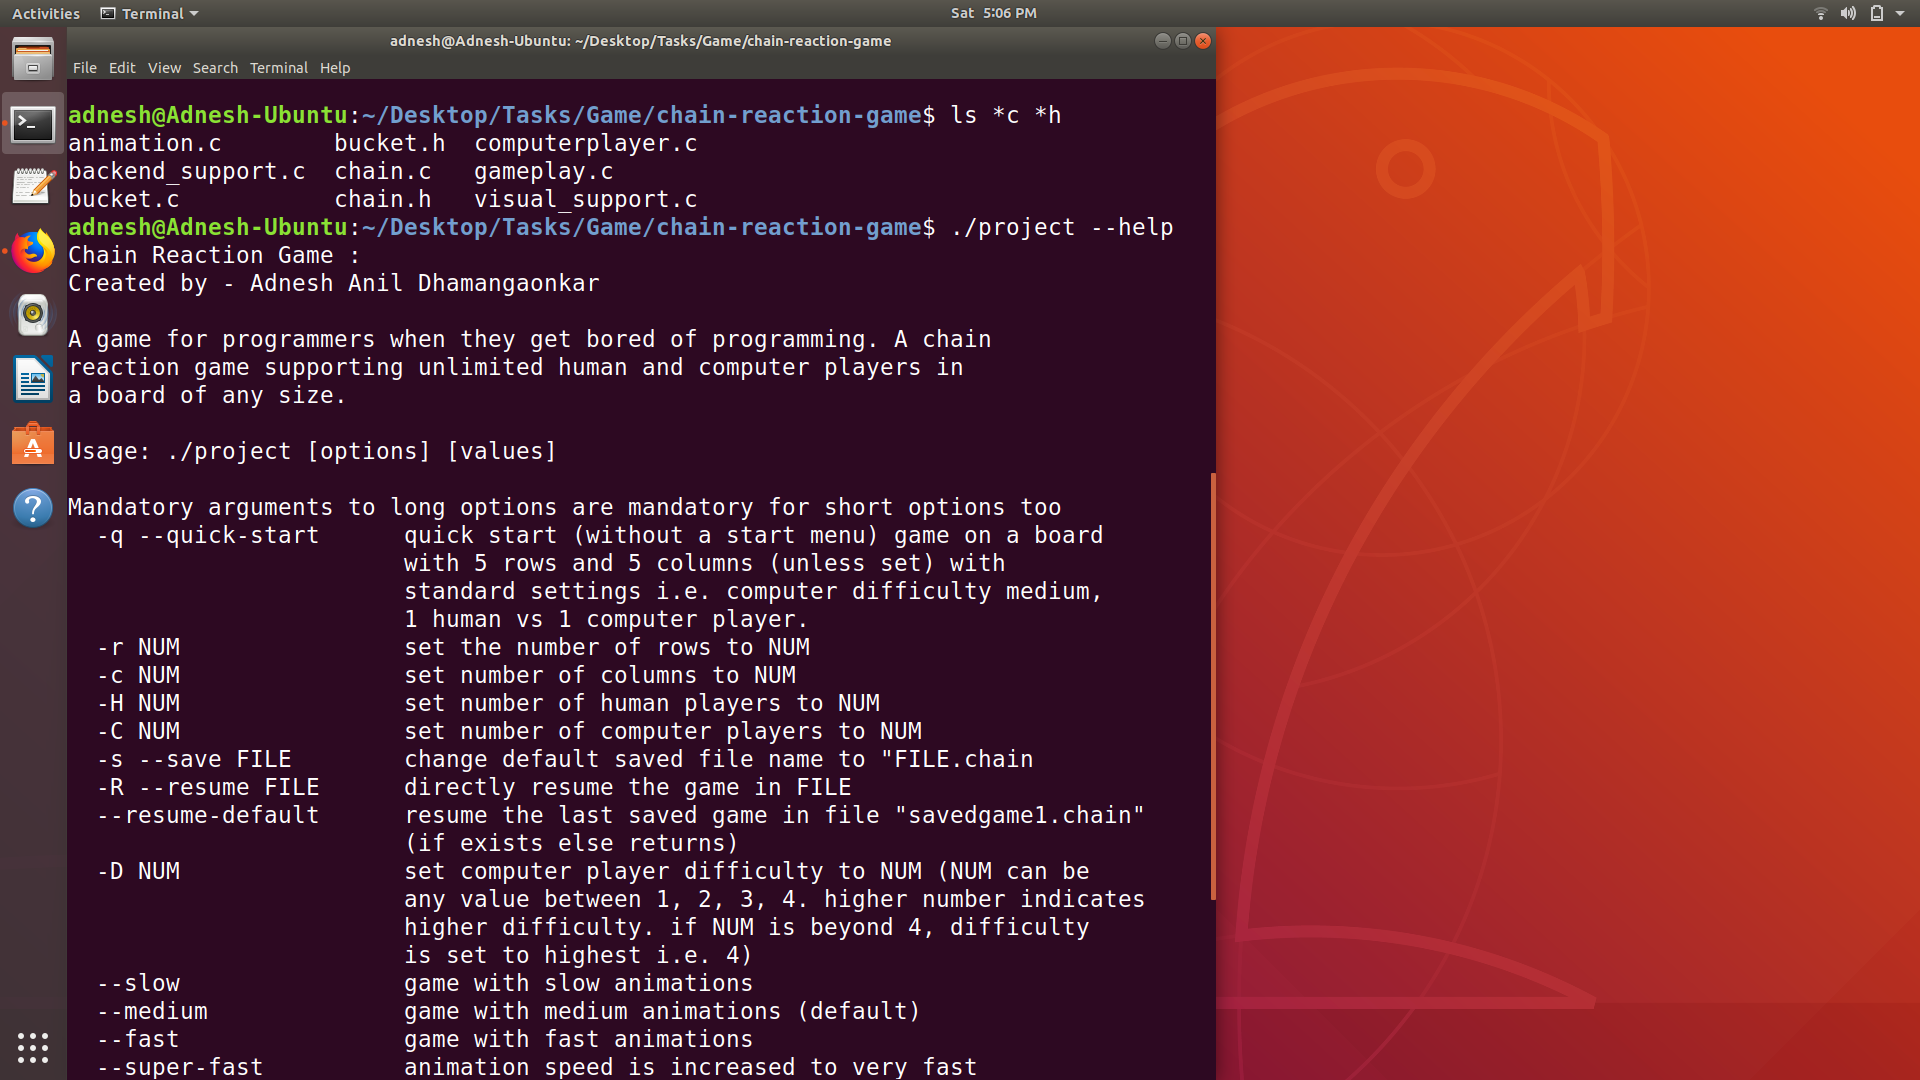 Activities Terminal Sat 5:06 PM
adnesh@Adnesh-Ubuntu: ~/Desktop/Tasks/Game/chain-reaction-game
File Edit View Search Terminal Help
adnesh@Adnesh-Ubuntu:~/Desktop/Tasks/Game/chain-reaction-game$ ls *c *h
animation.c        bucket.h  computerplayer.c
backend_support.c  chain.c   gameplay.c
bucket.c           chain.h   visual_support.c
adnesh@Adnesh-Ubuntu:~/Desktop/Tasks/Game/chain-reaction-game$ ./project --help
Chain Reaction Game :
Created by - Adnesh Anil Dhamangaonkar
A game for programmers when they get bored of programming. A chain
reaction game supporting unlimited human and computer players in
a board of any size.
Usage: ./project [options] [values]
Mandatory arguments to long options are mandatory for short options too
  -q --quick-start      quick start (without a start menu) game on a board
                        with 5 rows and 5 columns (unless set) with
                        standard settings i.e. computer difficulty medium,
                        1 human vs 1 computer player.
  -r NUM                set the number of rows to NUM
  -c NUM                set number of columns to NUM
  -H NUM                set number of human players to NUM
  -C NUM                set number of computer players to NUM
  -s --save FILE        change default saved file name to "FILE.chain
  -R --resume FILE      directly resume the game in FILE
  --resume-default      resume the last saved game in file "savedgame1.chain"
                        (if exists else returns)
  -D NUM                set computer player difficulty to NUM (NUM can be
                        any value between 1, 2, 3, 4. higher number indicates
                        higher difficulty. if NUM is beyond 4, difficulty
                        is set to highest i.e. 4)
  --slow                game with slow animations
  --medium              game with medium animations (default)
  --fast                game with fast animations
  --super-fast          animation speed is increased to very fast